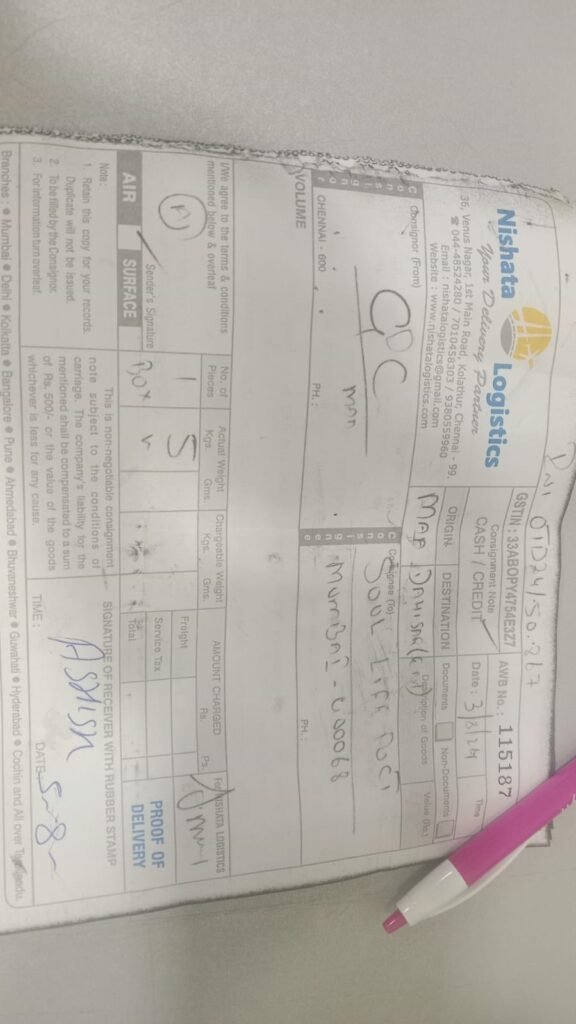 Nishata Logistics
Your Delivery Partner
36, Venus Nagar, 1st Main Road, Kolathur, Chennai - 99.
☎ 044-48524280 / 7010458303 / 9380559960
Email : nishatalogistics@gmail.com
Website : www.nishatalogistics.com
GSTIN : 33ABOPY4754E3Z7
AWB No. : 115187
Consignment Note
CASH / CREDIT
Date : 3/8/24
Time
ORIGIN
DESTINATION
Documents
Non-Documents
MAA
Description of Goods
Value (Rs.)
Consignor (From)
CPC
MAA
CHENNAI - 600
PH. :
Consignee (To)
SOUL LIFE
MUMBAI - 400068
PH. :
VOLUME
I/We agree to the terms & conditions
mentioned below & overleaf
Sender's Signature
No. of Pieces
Actual Weight
Kgs. Gms.
Chargeable Weight
Kgs. Gms.
AMOUNT CHARGED
Rs. Ps.
For NISHATA LOGISTICS
1
BOX
5
Freight
Service Tax
Total
AIR
SURFACE
PROOF OF
DELIVERY
Note :
1. Retain this copy for your records.
Duplicate will not be issued.
2. To be filled by the Consignor.
3. For information turn overleaf.
This is non-negotiable consignment
note subject to the conditions of
carriage. The company's liability for the
mentioned shall be compensated to a sum
of Rs. 500/- or the value of the goods
whichever is less for any cause.
SIGNATURE OF RECEIVER WITH RUBBER STAMP
ASHISH
TIME :
DATE
Branches : ● Mumbai ● Delhi ● Kolkatta ● Bangalore ● Pune ● Ahmedabad ● Bhuvaneshwer ● Guwahati ● Hyderabad ● Cochin and All over Tamilnadu.